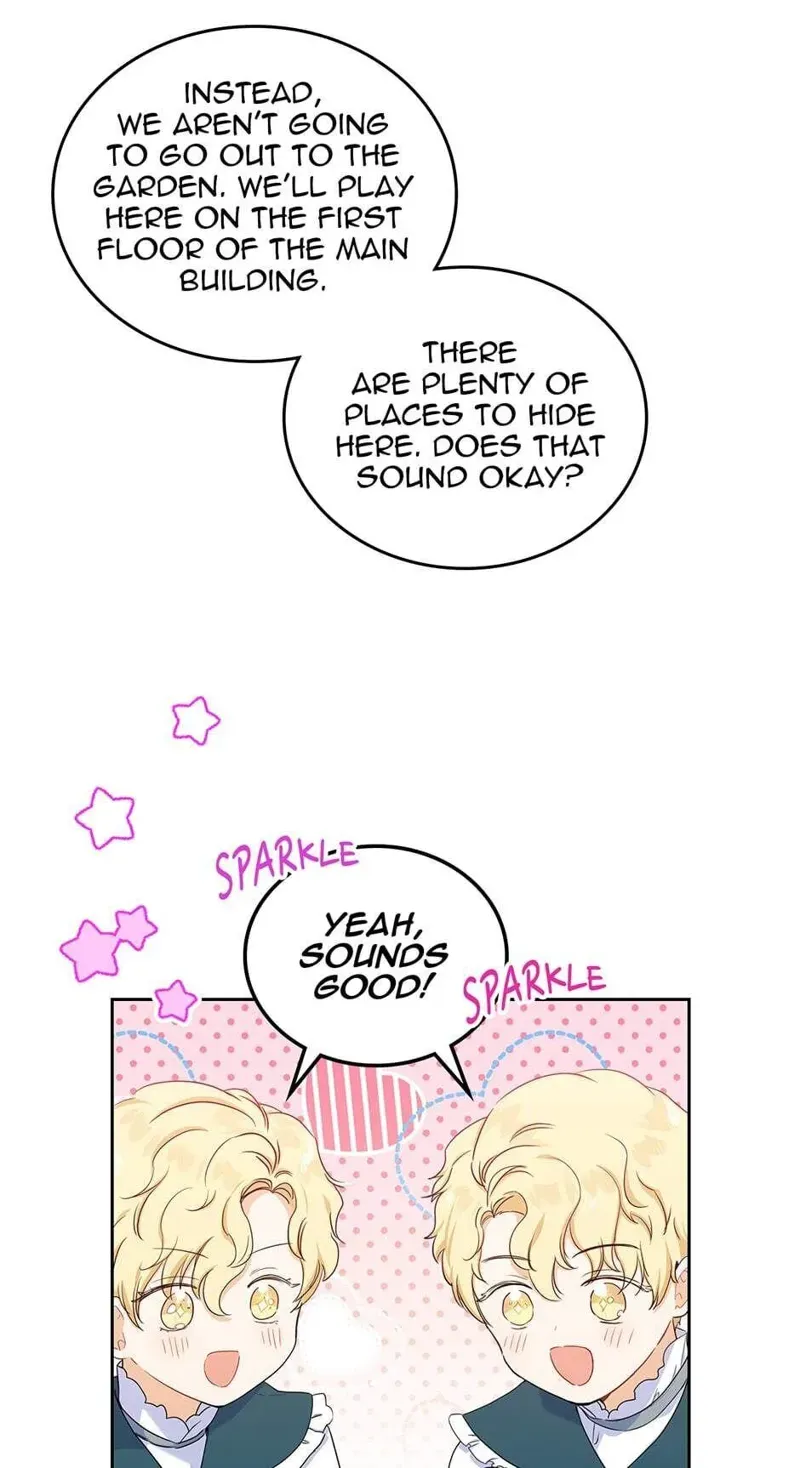 INSTEAD,
WE AREN'T GOING
TO GO OUT TO THE
GARDEN. WE'LL PLAY
HERE ON THE FIRST
FLOOR OF THE MAIN
BUILDING.
THERE
ARE PLENTY OF
PLACES TO HIDE
HERE. DOES THAT
SOUND OKAY?
SPARKLE
YEAH,
SOUNDS
GOOD!
SPARKLE